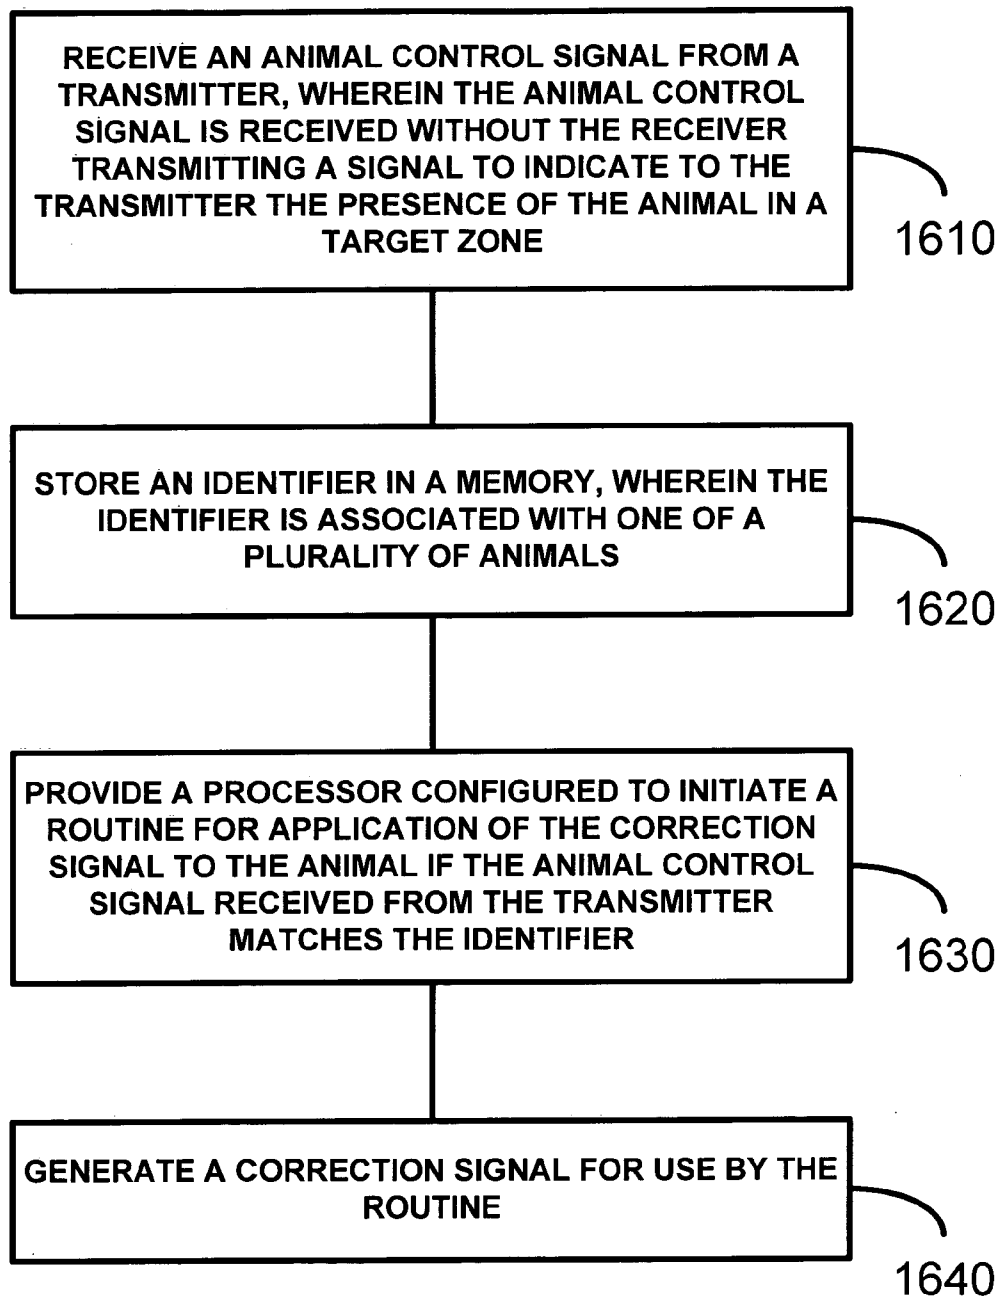 RECEIVE AN ANIMAL CONTROL SIGNAL FROM A
TRANSMITTER, WHEREIN THE ANIMAL CONTROL
SIGNAL IS RECEIVED WITHOUT THE RECEIVER
TRANSMITTING A SIGNAL TO INDICATE TO THE
TRANSMITTER THE PRESENCE OF THE ANIMAL IN A
TARGET ZONE
1610
STORE AN IDENTIFIER IN A MEMORY, WHEREIN THE
IDENTIFIER IS ASSOCIATED WITH ONE OF A
PLURALITY OF ANIMALS
1620
PROVIDE A PROCESSOR CONFIGURED TO INITIATE A
ROUTINE FOR APPLICATION OF THE CORRECTION
SIGNAL TO THE ANIMAL IF THE ANIMAL CONTROL
SIGNAL RECEIVED FROM THE TRANSMITTER
MATCHES THE IDENTIFIER
1630
GENERATE A CORRECTION SIGNAL FOR USE BY THE
ROUTINE
1640